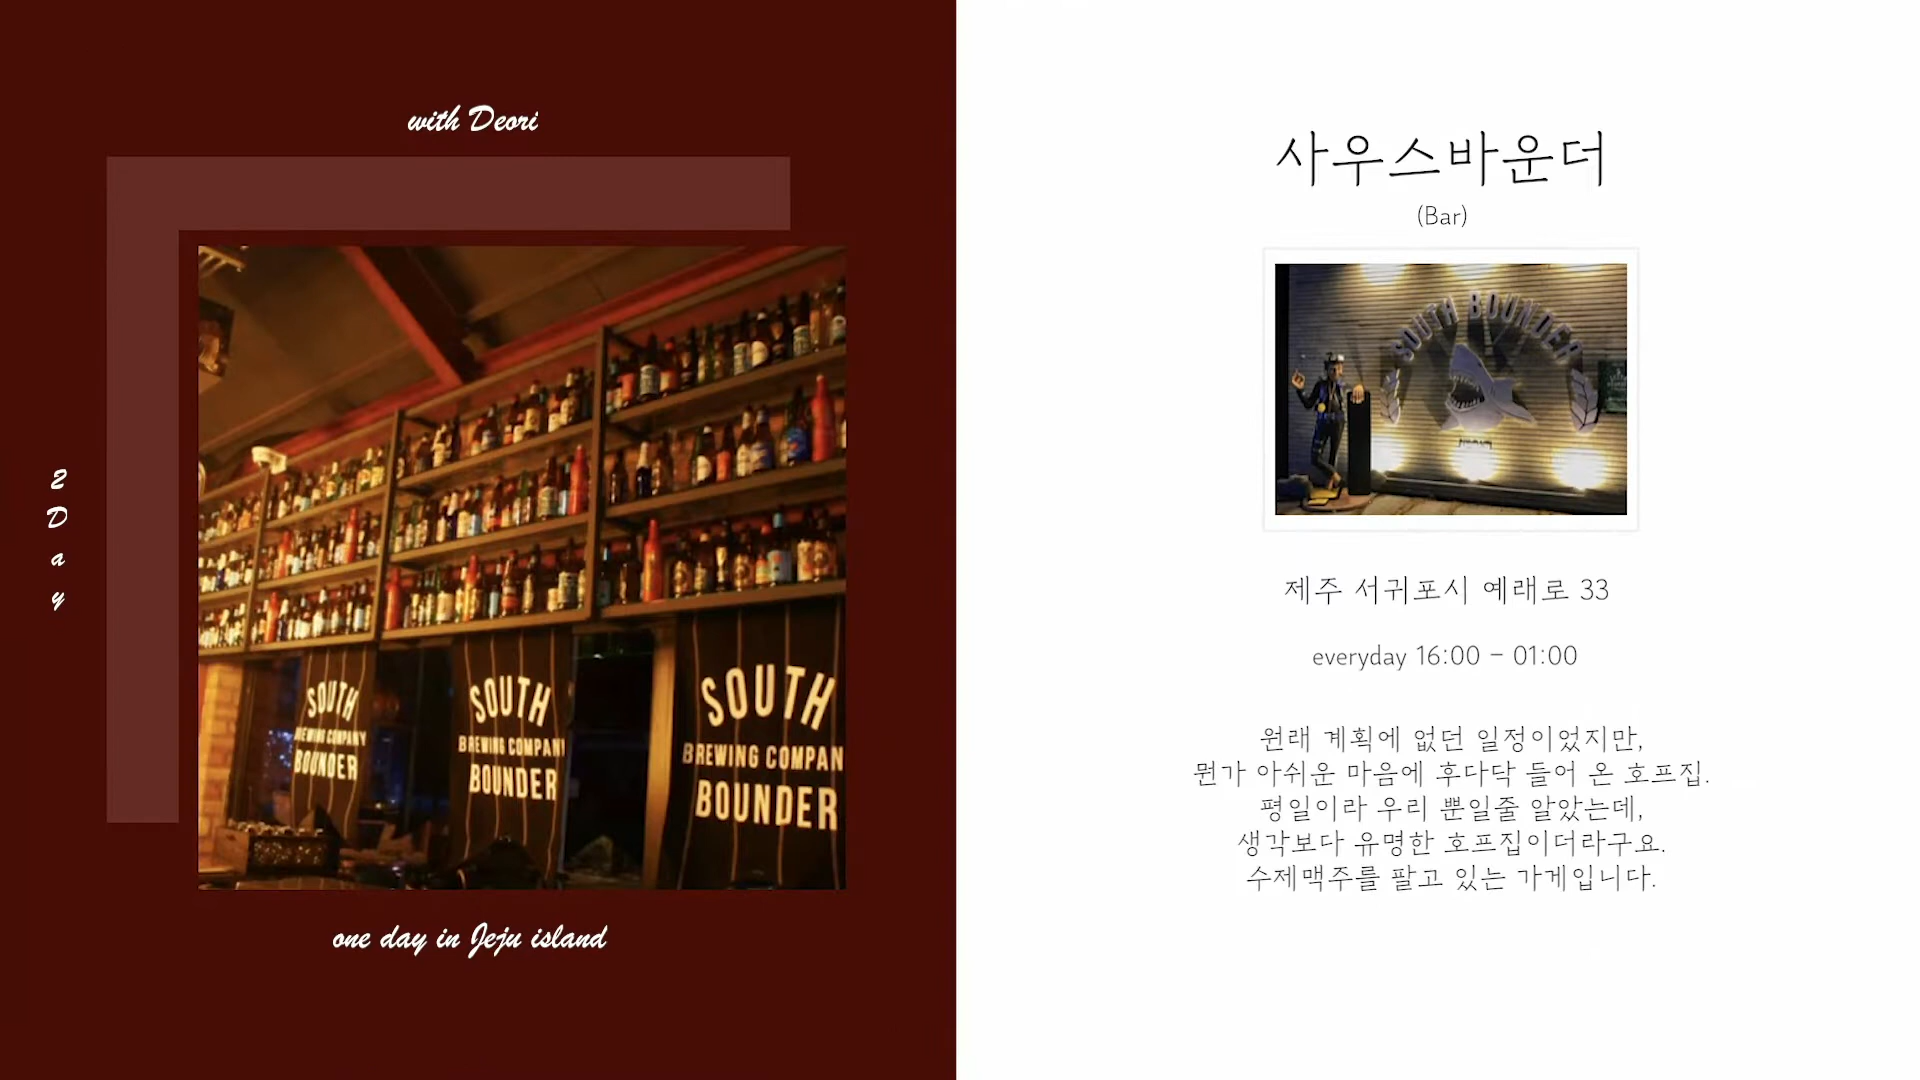 with Deori
2 Day
SOUTH
BREWING COMPANY
BOUNDER
SOUTH
BREWING COMPANY
BOUNDER
SOUTH
BREWING COMPAN
BOUNDER
one day in Jeju island
사우스바운더
(Bar)
SOUTH BOUNDER
제주 서귀포시 예래로 33
everyday 16:00 - 01:00
원래 계획에 없던 일정이었지만,
뭔가 아쉬운 마음에 후다닥 들어 온 호프집.
평일이라 우리 뿐일줄 알았는데,
생각보다 유명한 호프집이더라구요.
수제맥주를 팔고 있는 가게입니다.